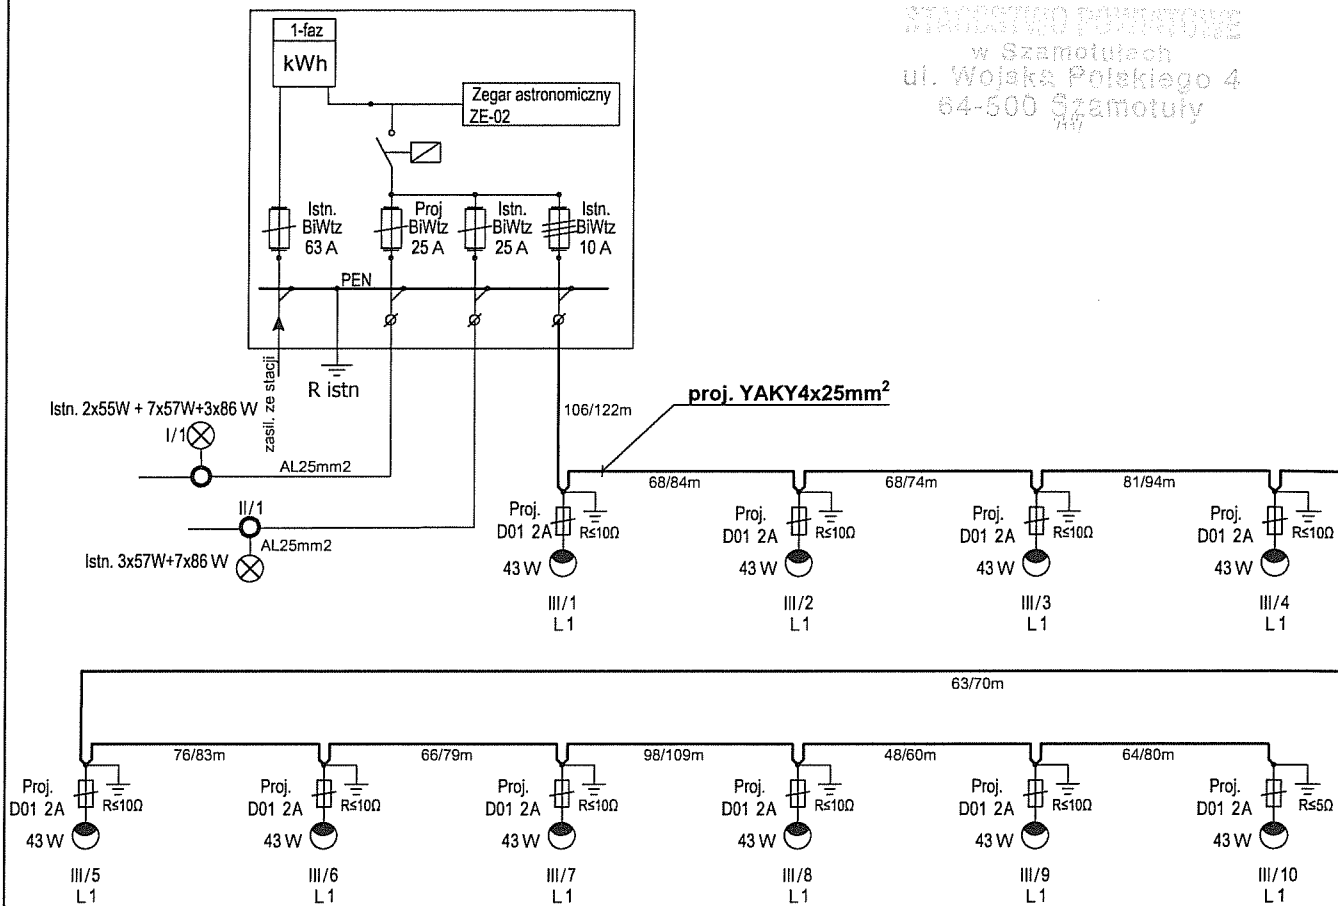 STAROSTWO POWIATOWE
w Szamotułach
ul. Wojska Polskiego 4
64-500 Szamotuły
1-faz
kWh
Zegar astronomiczny
ZE-02
Istn.
BiWtz
63 A
Proj
BiWtz
25 A
Istn.
BiWtz
25 A
Istn.
BiWtz
10 A
PEN
zasil. ze stacji
R istn
Istn. 2x55W + 7x57W+3x86 W
I/1
AL25mm2
II/1
AL25mm2
Istn. 3x57W+7x86 W
106/122m
proj. YAKY4x25mm²
68/84m
68/74m
81/94m
Proj.
D01 2A
R≤10Ω
43 W
III/1
L1
Proj.
D01 2A
R≤10Ω
43 W
III/2
L1
Proj.
D01 2A
R≤10Ω
43 W
III/3
L1
Proj.
D01 2A
R≤10Ω
43 W
III/4
L1
63/70m
76/83m
66/79m
98/109m
48/60m
64/80m
Proj.
D01 2A
R≤10Ω
43 W
III/5
L1
Proj.
D01 2A
R≤10Ω
43 W
III/6
L1
Proj.
D01 2A
R≤10Ω
43 W
III/7
L1
Proj.
D01 2A
R≤10Ω
43 W
III/8
L1
Proj.
D01 2A
R≤10Ω
43 W
III/9
L1
Proj.
D01 2A
R≤5Ω
43 W
III/10
L1